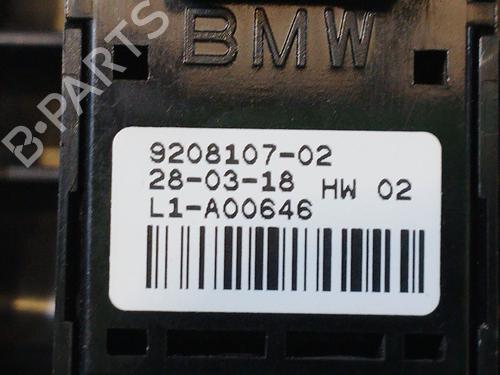 BMW
B-PARTS
9208107-02
28-03-18 HW 02
L1-A00646